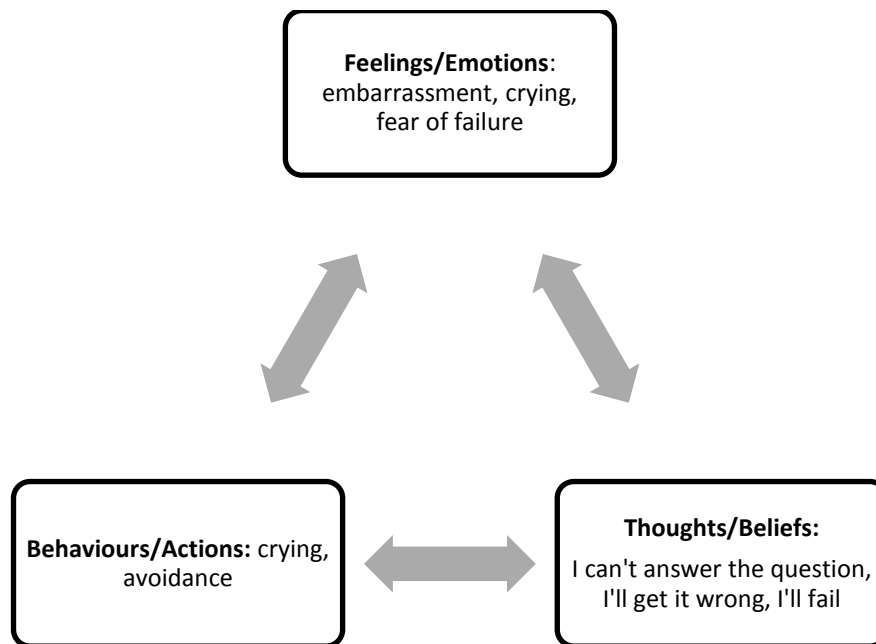 Feelings/Emotions:
embarrassment, crying,
fear of failure
Behaviours/Actions: crying,
avoidance
Thoughts/Beliefs:
I can't answer the question,
I'll get it wrong, I'll fail